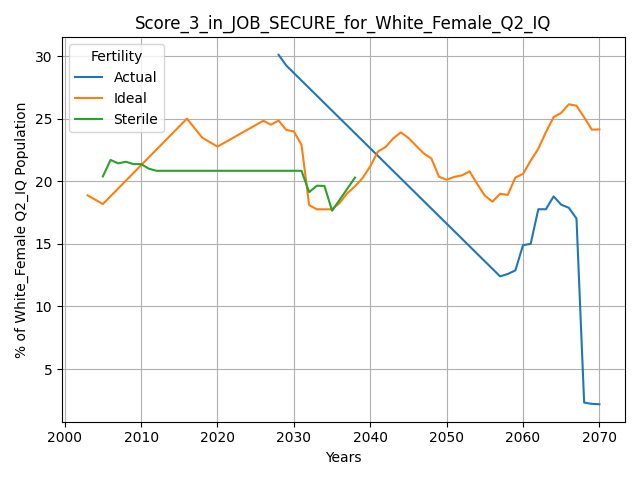 Score_3_in_JOB_SECURE_for_White_Female_Q2_IQ
Fertility
Actual
Ideal
Sterile
% of White_Female Q2_IQ Population
30
25
20
15
10
5
2000 2010 2020 2030 2040 2050 2060 2070
Years